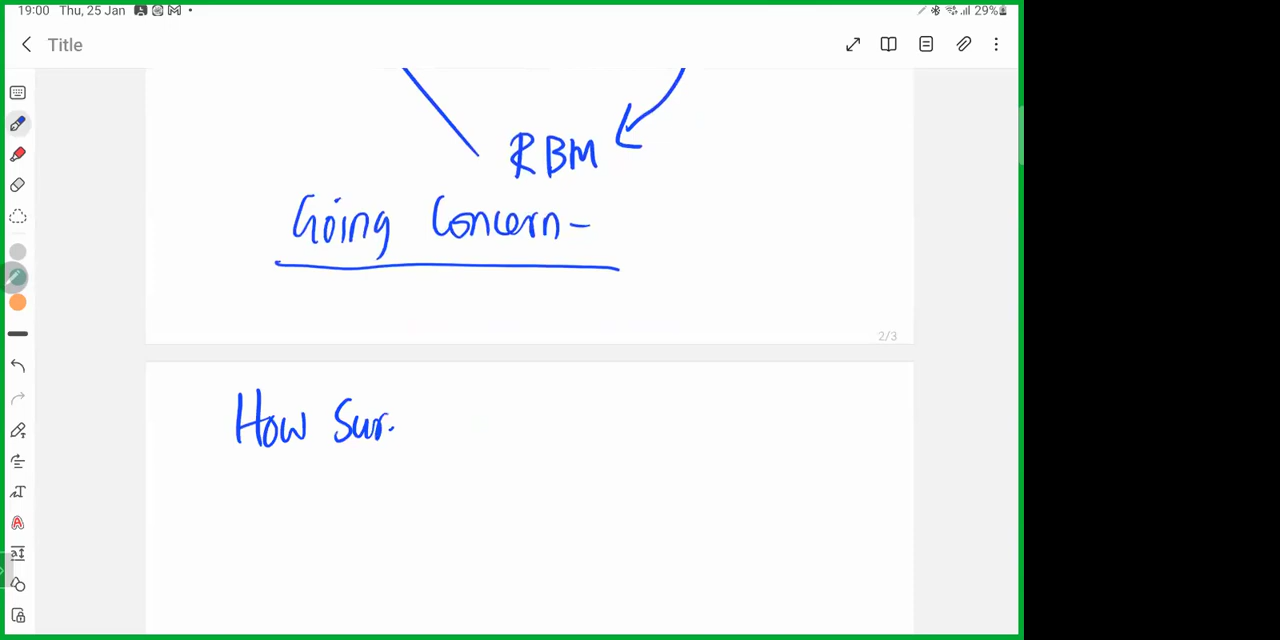 19:00 Thu, 25 Jan
29%
Title
RBM
Going Concern-
2/3
How Sur.